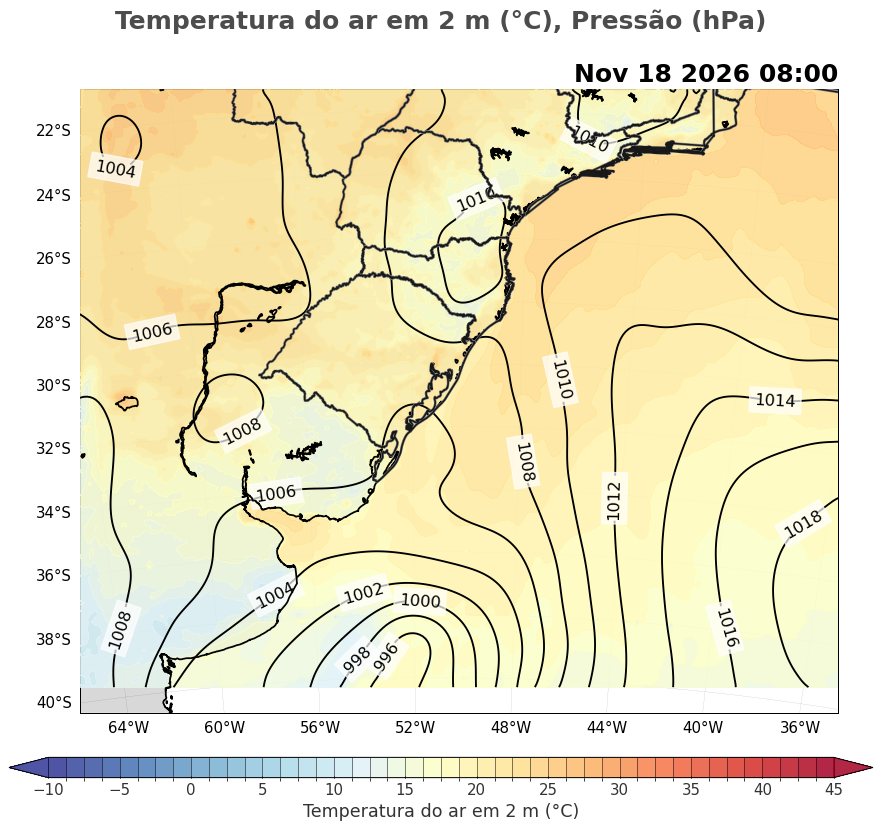 Temperatura do ar em 2 m (°C), Pressão (hPa)
Nov 18 2026 08:00
22°S
24°S
26°S
28°S
30°S
32°S
34°S
36°S
38°S
40°S
1010
1004
1010
1006
1010
1014
1008
1008
1006
1012
1018
1004
1002
1000
1008
1016
998
996
64°W
60°W
56°W
52°W
48°W
44°W
40°W
36°W
−10
−5
0
5
10
15
20
25
30
35
40
45
Temperatura do ar em 2 m (°C)